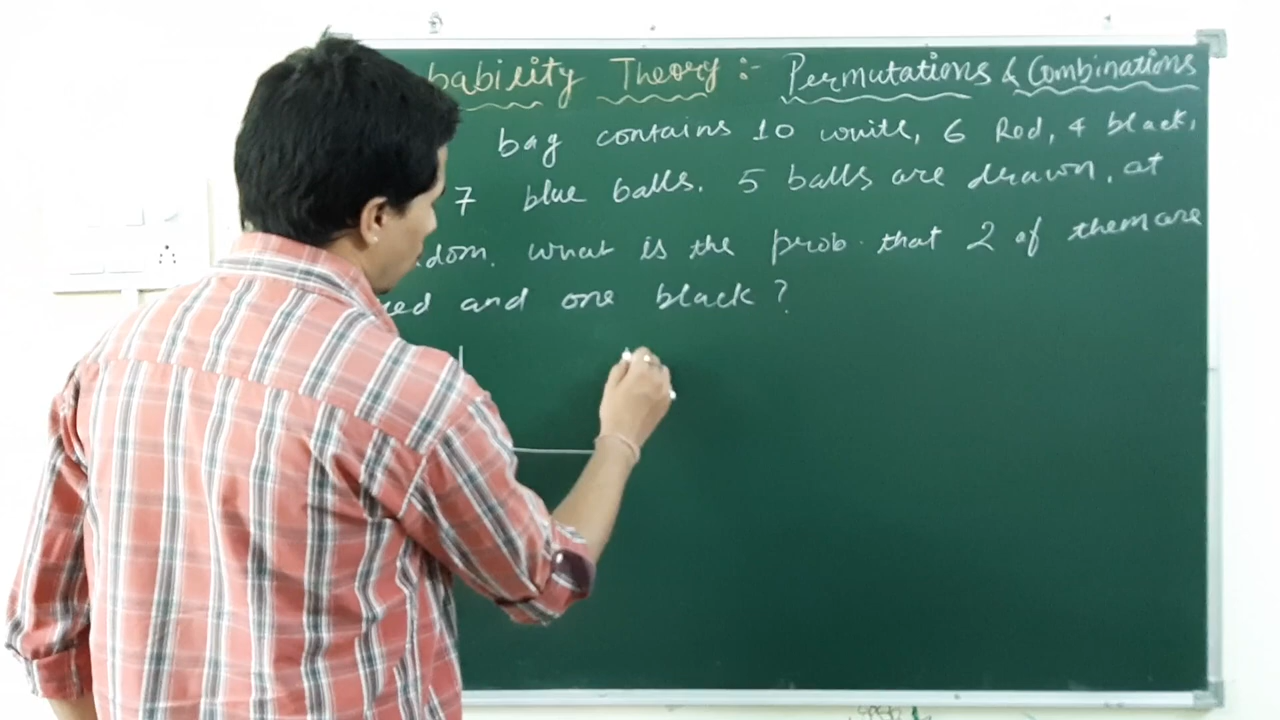 bability Theory :- Permutations & Combinations
bag contains 10 white, 6 Red, 4 black,
7 blue balls. 5 balls are drawn, at
dom. What is the prob. that 2 of them are
red and one black ?